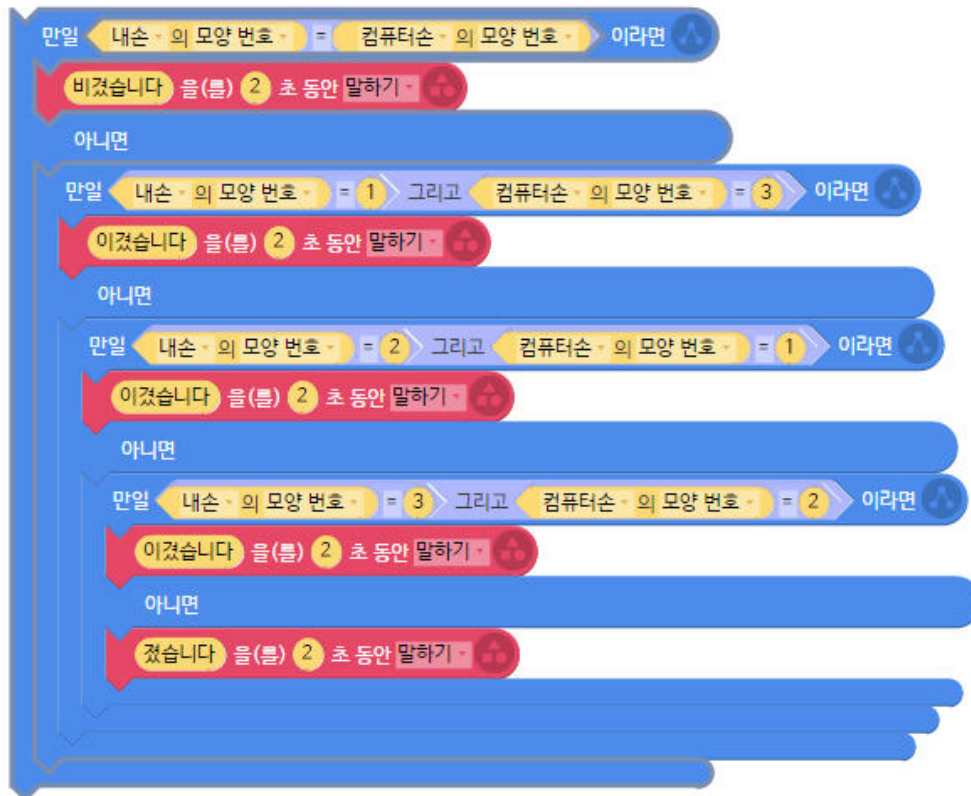 만일 내손 의 모양 번호 = 컴퓨터손 의 모양 번호 이라면
비겼습니다 을(를) 2 초 동안 말하기
아니면
만일 내손 의 모양 번호 = 1 그리고 컴퓨터손 의 모양 번호 = 3 이라면
이겼습니다 을(를) 2 초 동안 말하기
아니면
만일 내손 의 모양 번호 = 2 그리고 컴퓨터손 의 모양 번호 = 1 이라면
이겼습니다 을(를) 2 초 동안 말하기
아니면
만일 내손 의 모양 번호 = 3 그리고 컴퓨터손 의 모양 번호 = 2 이라면
이겼습니다 을(를) 2 초 동안 말하기
아니면
졌습니다 을(를) 2 초 동안 말하기